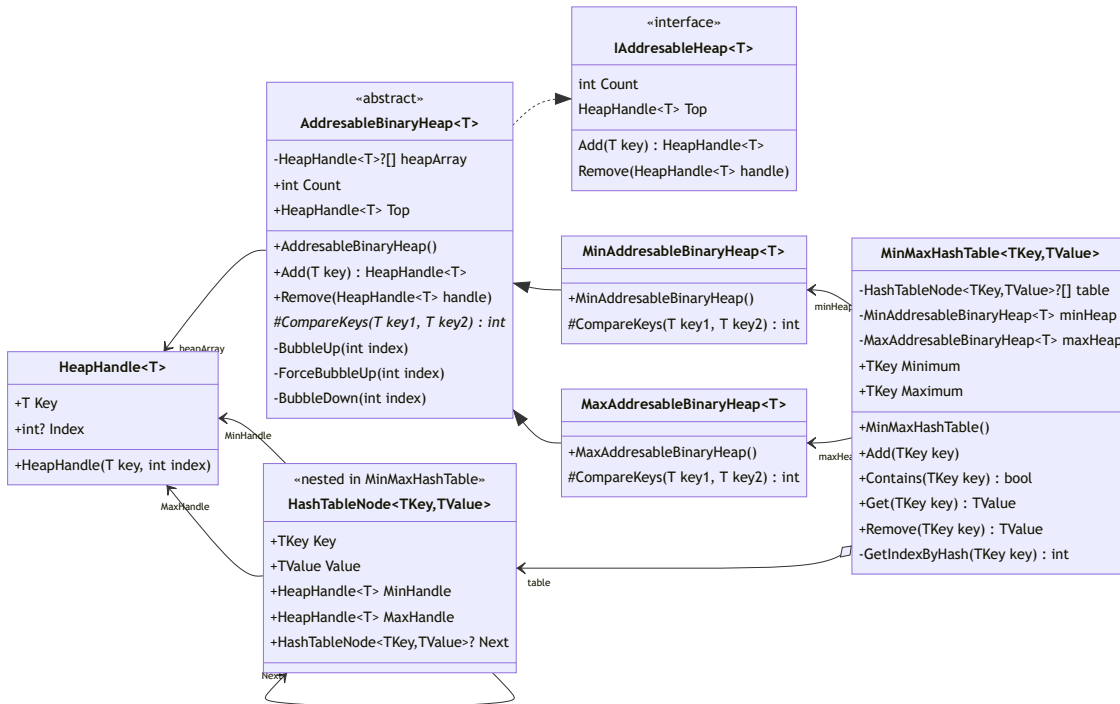 «interface»
IAddresableHeap<T>
int Count
HeapHandle<T> Top
Add(T key) : HeapHandle<T>
Remove(HeapHandle<T> handle)
«abstract»
AddresableBinaryHeap<T>
-HeapHandle<T>?[] heapArray
+int Count
+HeapHandle<T> Top
+AddresableBinaryHeap()
+Add(T key) : HeapHandle<T>
+Remove(HeapHandle<T> handle)
#CompareKeys(T key1, T key2) : int
-BubbleUp(int index)
-ForceBubbleUp(int index)
-BubbleDown(int index)
MinAddresableBinaryHeap<T>
+MinAddresableBinaryHeap()
#CompareKeys(T key1, T key2) : int
minHeap
MaxAddresableBinaryHeap<T>
+MaxAddresableBinaryHeap()
#CompareKeys(T key1, T key2) : int
maxHea
MinMaxHashTable<TKey,TValue>
-HashTableNode<TKey,TValue>?[] table
-MinAddresableBinaryHeap<T> minHeap
-MaxAddresableBinaryHeap<T> maxHeap
+TKey Minimum
+TKey Maximum
+MinMaxHashTable()
+Add(TKey key)
+Contains(TKey key) : bool
+Get(TKey key) : TValue
+Remove(TKey key) : TValue
-GetIndexByHash(TKey key) : int
heapArray
HeapHandle<T>
+T Key
+int? Index
+HeapHandle(T key, int index)
MinHandle
MaxHandle
«nested in MinMaxHashTable»
HashTableNode<TKey,TValue>
+TKey Key
+TValue Value
+HeapHandle<T> MinHandle
+HeapHandle<T> MaxHandle
+HashTableNode<TKey,TValue>? Next
table
Next